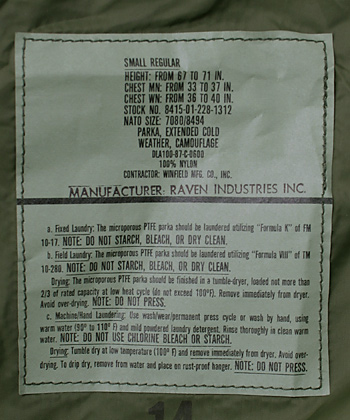 SMALL REGULAR
HEIGHT: FROM 67 TO 71 IN.
CHEST MN: FROM 33 TO 37 IN.
CHEST WN: FROM 36 TO 40 IN.
STOCK NO. 8415-01-228-1312
NATO SIZE: 7080/8494
PARKA, EXTENDED COLD
WEATHER, CAMOUFLAGE
DLA100-87-C-0600
100% NYLON
CONTRACTOR: WINFIELD MFG. CO., INC.
MANUFACTURER: RAVEN INDUSTRIES INC.
a. Fixed Laundry: The microporous PTFE parka should be laundered utilizing "Formula K" of FM
10-17. NOTE: DO NOT STARCH, BLEACH, OR DRY CLEAN.
b. Field Laundry: The microporous PTFE parka should be laundered utilizing "Formula VIII" of TM
10-280. NOTE: DO NOT STARCH, BLEACH, OR DRY CLEAN.
Drying: The microporous PTFE parka should be finished in a tumble-dryer, loaded not more than
2/3 of rated capacity at low heat cycle (do not exceed 100°F). Remove immediately from dryer.
Avoid over-drying. NOTE: DO NOT PRESS.
c. Machine/Hand Laundering: Use wash/wear/permanent press cycle or wash by hand, using
warm water (90° to 110° F) and mild powdered laundry detergent. Rinse thoroughly in clean warm
water. NOTE: DO NOT USE CHLORINE BLEACH OR STARCH.
Drying: Tumble dry at low temperature (100° F) and remove immediately from dryer. Avoid over-
drying. To drip dry, remove from water and place on rust-proof hanger. NOTE: DO NOT PRESS.
14